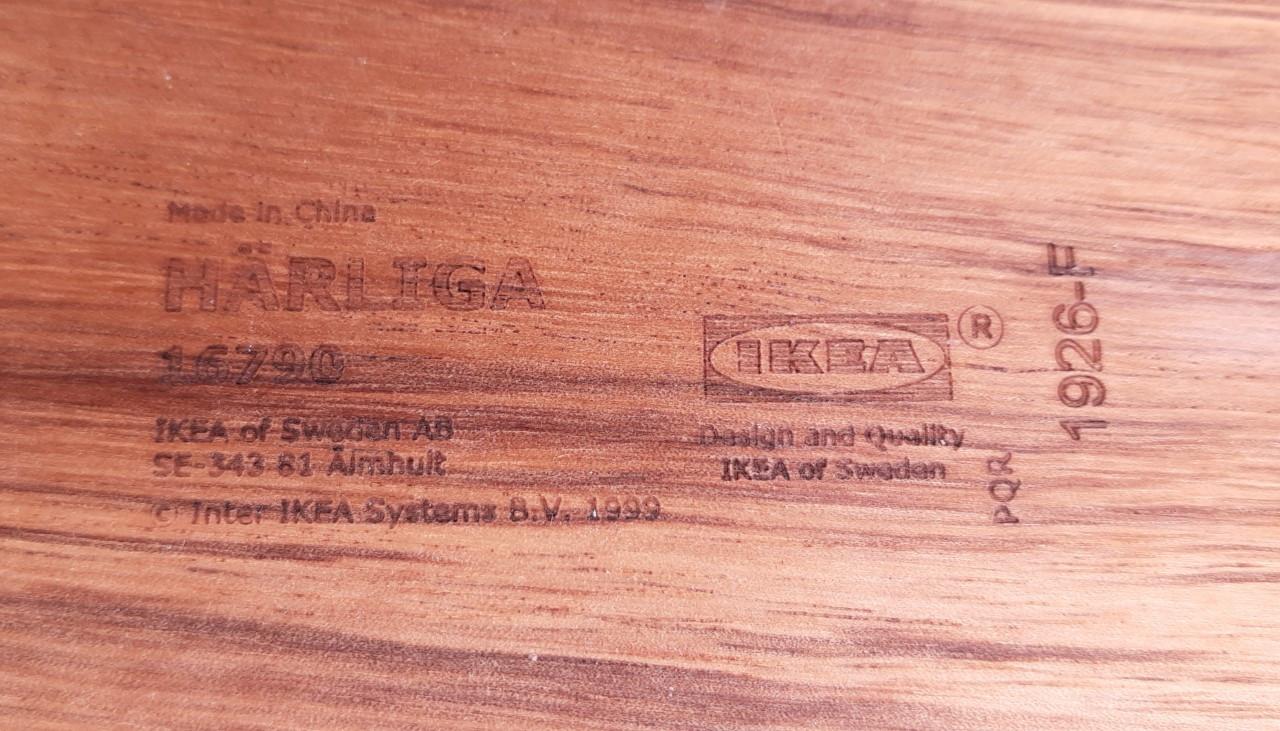 Made in China
HÄRLIGA
16790
IKEA of Sweden AB
SE-343 81 Älmhult
© Inter IKEA Systems B.V. 1999
IKEA ®
Design and Quality
IKEA of Sweden
PQR
1926-F